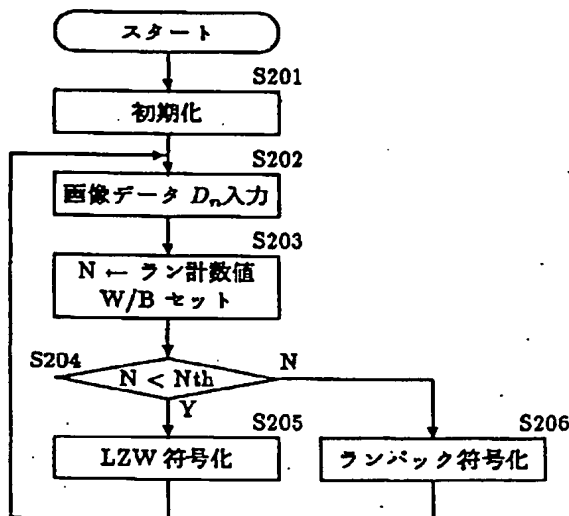 スタート
S201
初期化
S202
画像データ Dn入力
S203
N ← ラン計数値
W/B セット
S204
N < Nth
N
Y
S205
LZW 符号化
S206
ランパック符号化